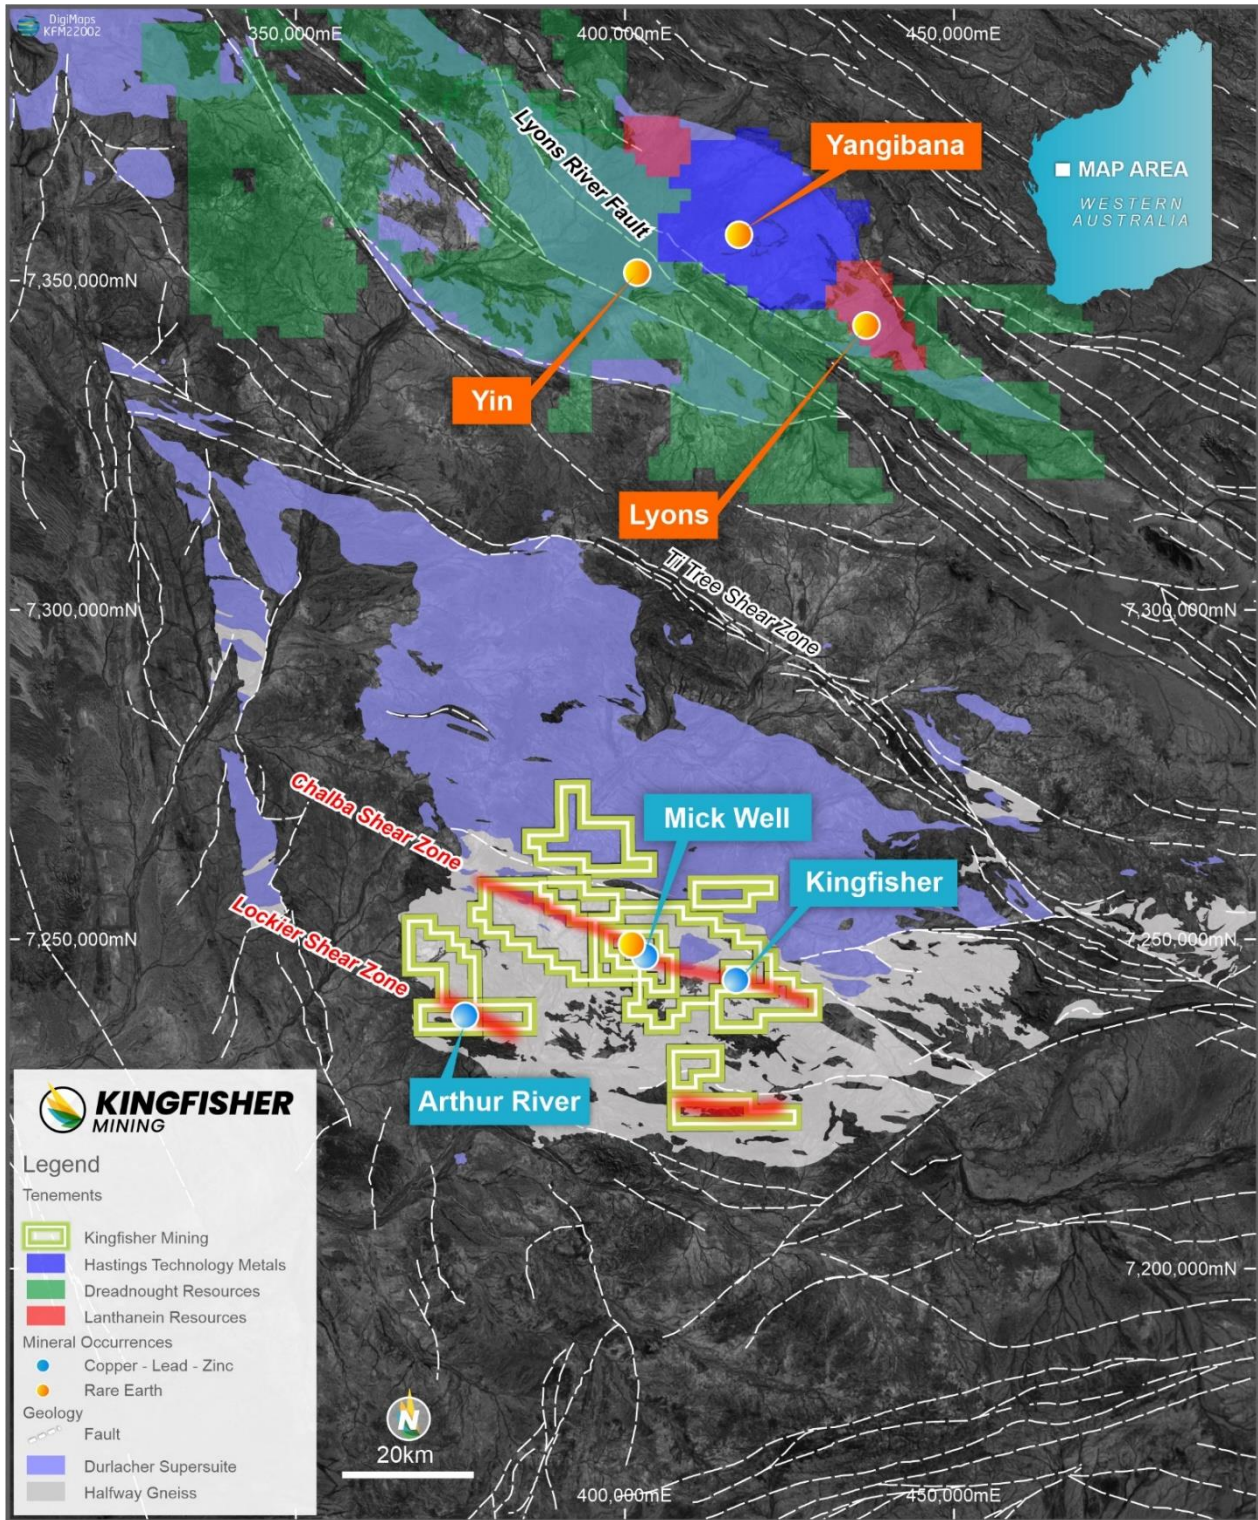 DigiMaps
KFM22002
350,000mE
400,000mE
450,000mE
Lyons River Fault
Yangibana
MAP AREA
WESTERN
AUSTRALIA
7,350,000mN
Yin
Lyons
Ti Tree Shear Zone
7,300,000mN
7,300,000mN
Chalba Shear Zone
Mick Well
Kingfisher
Lockier Shear Zone
7,250,000mN
7,250,000mN
Arthur River
KINGFISHER
MINING
Legend
Tenements
Kingfisher Mining
Hastings Technology Metals
Dreadnought Resources
Lanthanein Resources
Mineral Occurrences
Copper - Lead - Zinc
Rare Earth
Geology
Fault
Durlacher Supersuite
Halfway Gneiss
7,200,000mN
N
20km
400,000mE
450,000mE